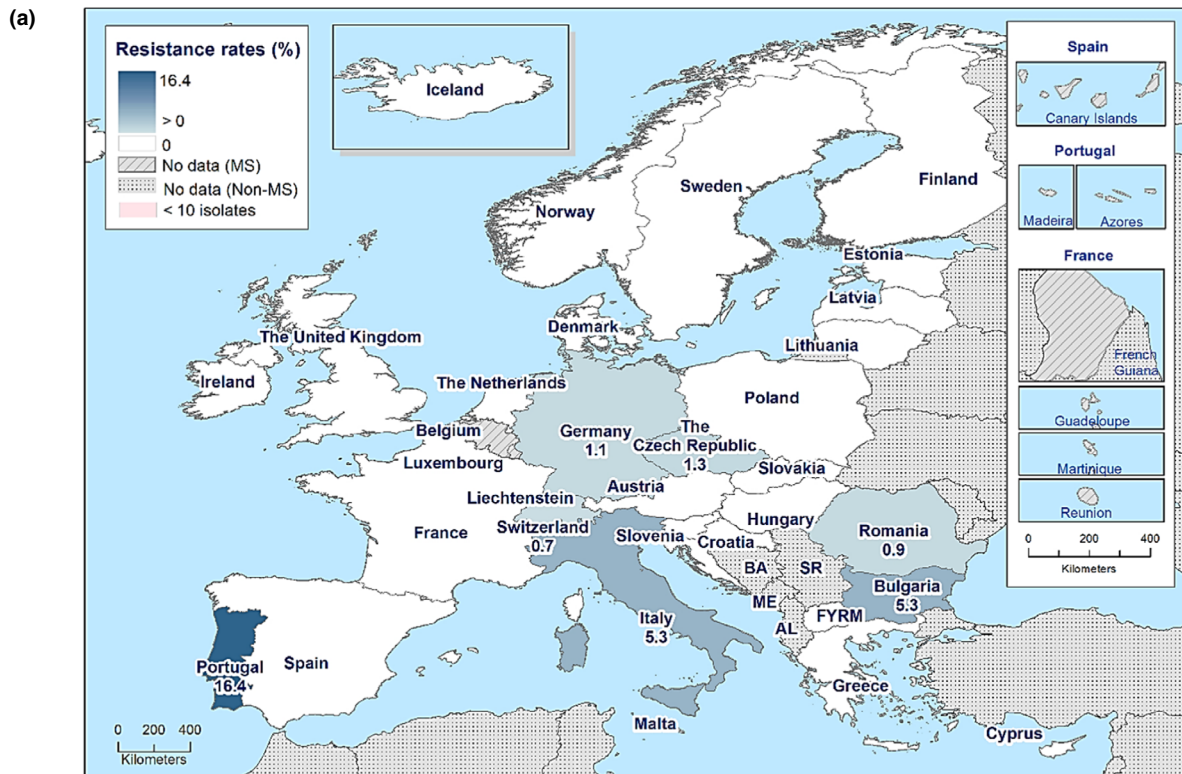 (a)
Resistance rates (%)
16.4
> 0
0
No data (MS)
No data (Non-MS)
< 10 isolates
Iceland
Spain
Canary Islands
Portugal
Madeira
Azores
France
French
Guiana
Guadeloupe
Martinique
Reunion
0 200 400
Kilometers
Norway
Sweden
Finland
Estonia
Latvia
Lithuania
Denmark
The United Kingdom
Ireland
The Netherlands
Belgium
Luxembourg
Germany
1.1
Poland
The
Czech Republic
1.3
Slovakia
Austria
Liechtenstein
Switzerland
0.7
France
Slovenia
Croatia
Hungary
Romania
0.9
BA
SR
ME
AL
FYRM
Bulgaria
5.3
Italy
5.3
Portugal
16.4
Spain
Greece
Malta
Cyprus
0 200 400
Kilometers